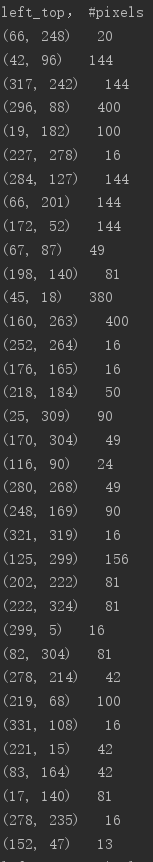 left_top, #pixels
(66, 248) 20
(42, 96) 144
(317, 242) 144
(296, 88) 400
(19, 182) 100
(227, 278) 16
(284, 127) 144
(66, 201) 144
(172, 52) 144
(67, 87) 49
(198, 140) 81
(45, 18) 380
(160, 263) 400
(252, 264) 16
(176, 165) 16
(218, 184) 50
(25, 309) 90
(170, 304) 49
(116, 90) 24
(280, 268) 49
(248, 169) 90
(321, 319) 16
(125, 299) 156
(202, 222) 81
(222, 324) 81
(299, 5) 16
(82, 304) 81
(278, 214) 42
(219, 68) 100
(331, 108) 16
(221, 15) 42
(83, 164) 42
(17, 140) 81
(278, 235) 16
(152, 47) 13